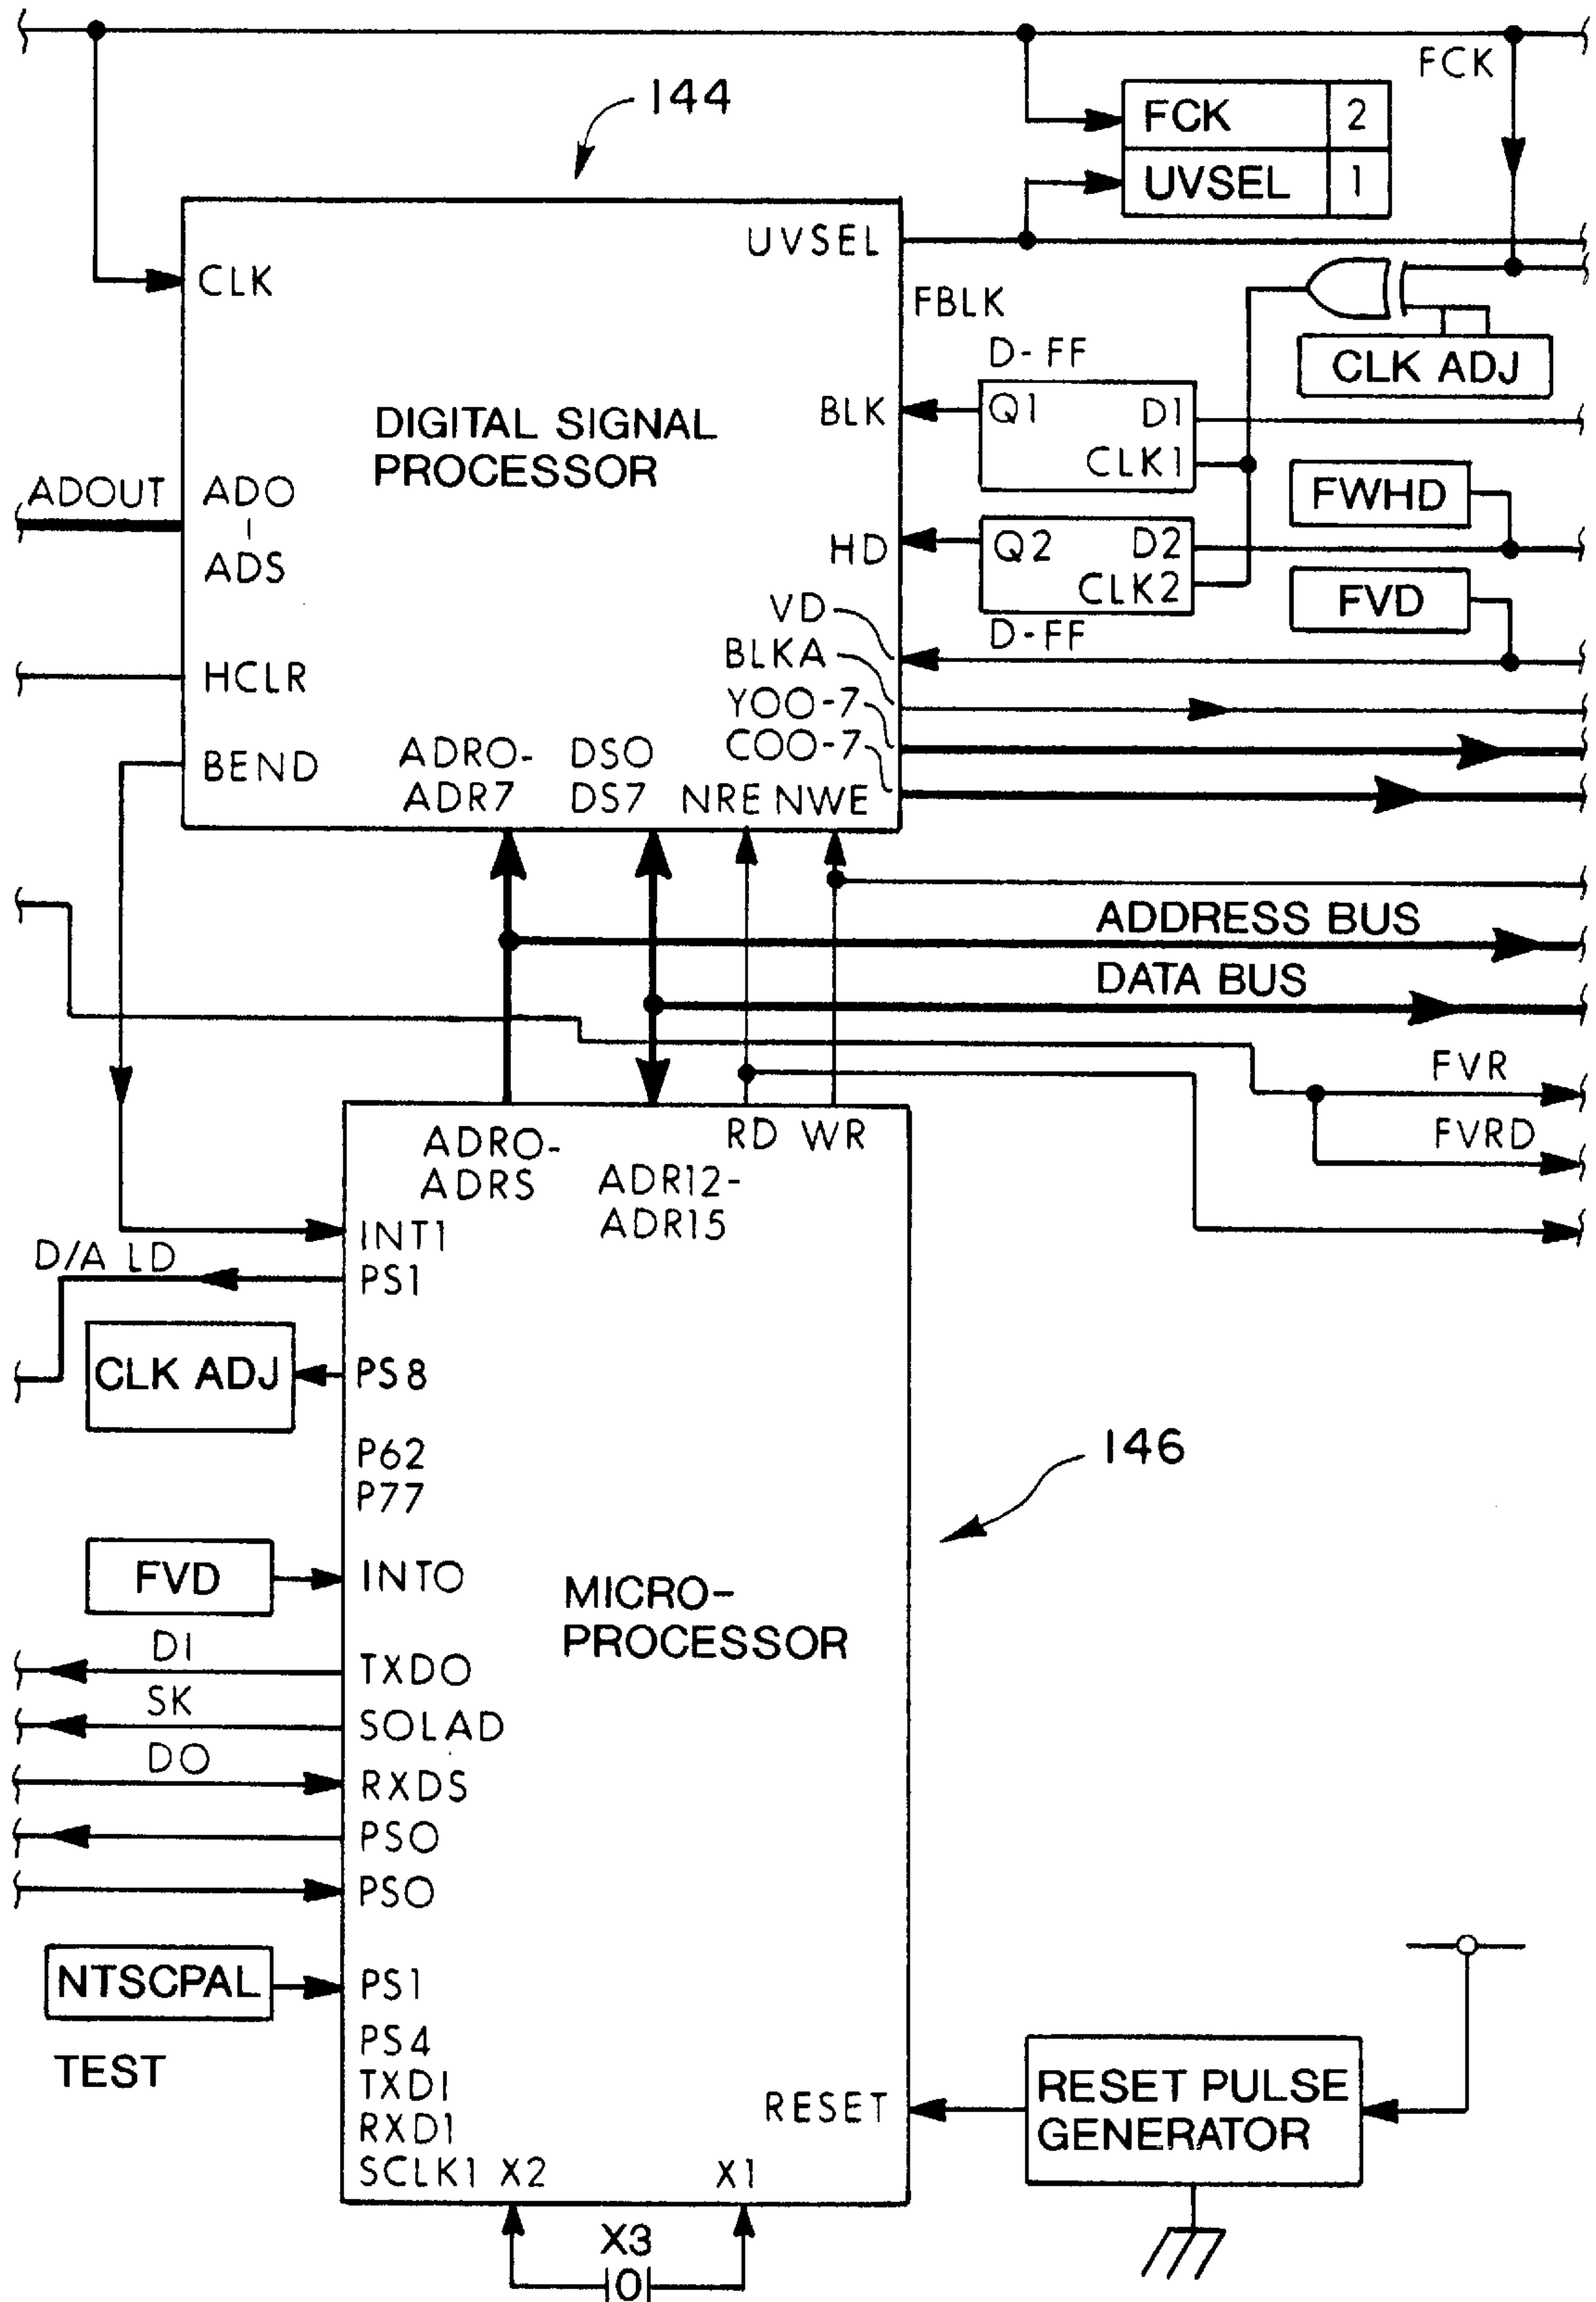 FCK
144
FCK 2
UVSEL 1
UVSEL
CLK
FBLK
CLK ADJ
D-FF
DIGITAL SIGNAL
PROCESSOR
BLK
Q1 D1
CLK1
ADOUT
ADO
ADS
FWHD
HD
Q2 D2
CLK2
D-FF
FVD
VD
BLKA
YOO-7
COO-7
HCLR
BEND
ADRO-
ADR7
DSO
DS7
NRE NWE
ADDRESS BUS
DATA BUS
FVR
FVRD
RD WR
ADRO-
ADRS
ADR12-
ADR15
INT1
D/A LD
PS1
CLK ADJ
PS8
P62
P77
146
FVD
INTO
MICRO-
PROCESSOR
DI
TXDO
SK
SOLAD
DO
RXDS
PSO
PSO
NTSCPAL
PS1
PS4
TEST
TXDI
RXD1
SCLK1 X2
X1
RESET
RESET PULSE
GENERATOR
X3